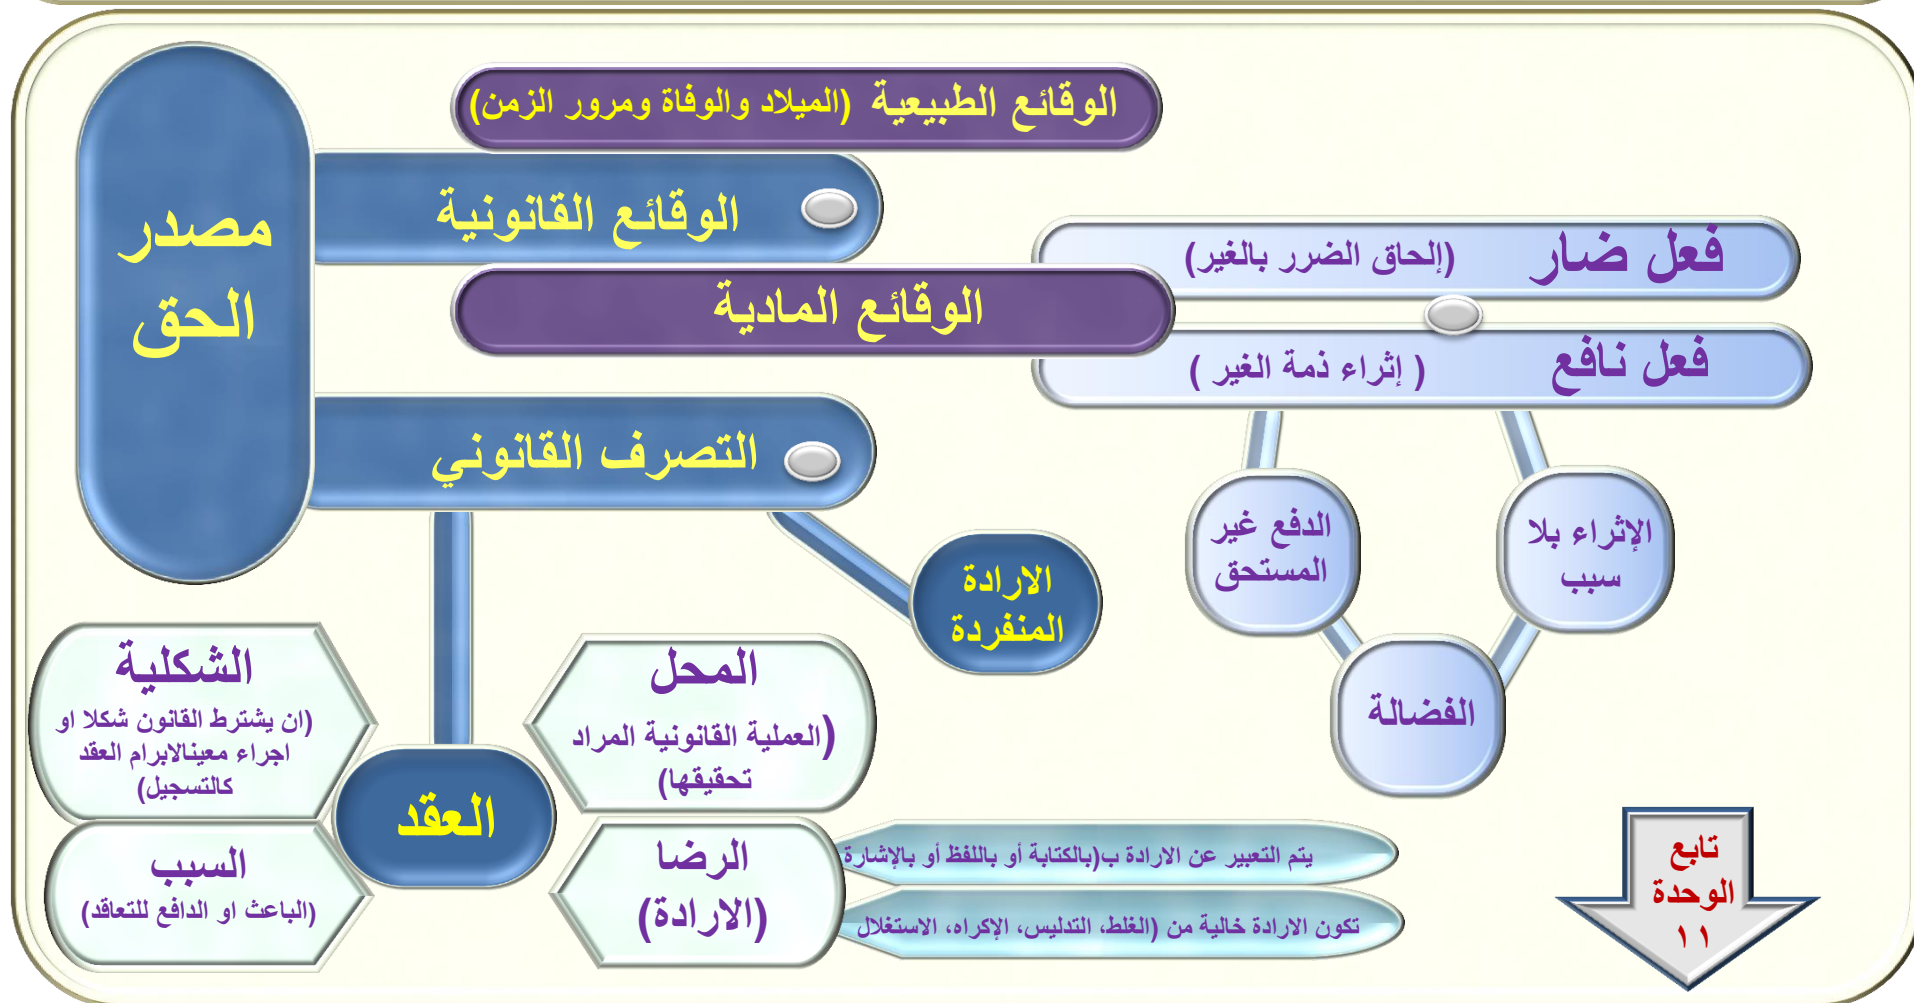 مصدر
الحق
الوقائع الطبيعية (الميلاد والوفاة ومرور الزمن)
الوقائع القانونية
الوقائع المادية
فعل ضار (إلحاق الضرر بالغير)
فعل نافع ( إثراء ذمة الغير )
الإثراء بلا
سبب
الدفع غير
المستحق
الفضالة
التصرف القانوني
الارادة
المنفردة
العقد
المحل
(العملية القانونية المراد
تحقيقها)
الشكلية
(ان يشترط القانون شكلا او
اجراء معينالابرام العقد
كالتسجيل)
الرضا
(الارادة)
يتم التعبير عن الارادة ب(بالكتابة أو باللفظ أو بالإشارة
تكون الارادة خالية من (الغلط، التدليس، الإكراه، الاستغلال
السبب
(الباعث او الدافع للتعاقد)
تابع
الوحدة
١١